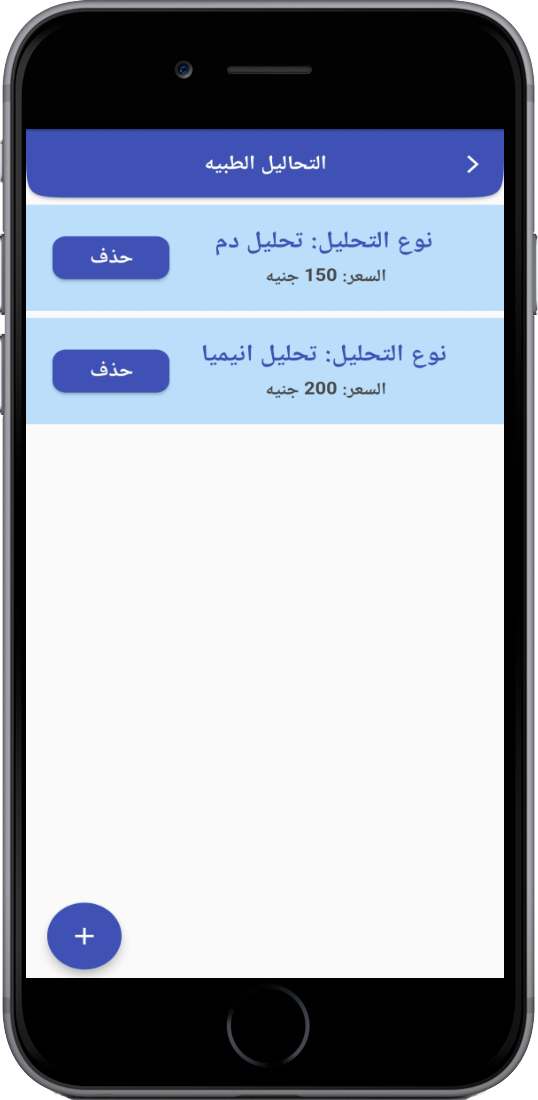 التحاليل الطبيه
نوع التحليل: تحليل دم
السعر: 150 جنيه
حذف
نوع التحليل: تحليل انيميا
السعر: 200 جنيه
حذف
+